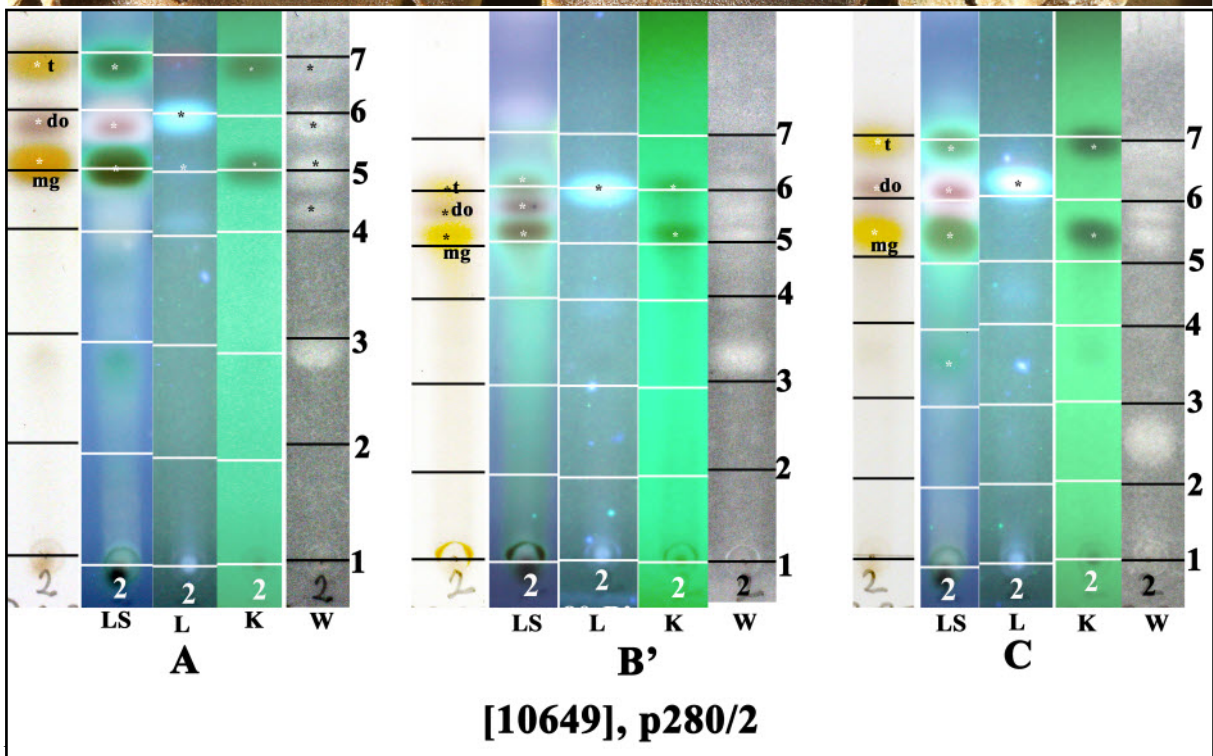 7 7 7
t t t
6 6 6
do do do
5 5 5
mg mg mg
4 4 4
3 3 3
2 2 2
1 1 1
2 2 2 2 2 2 2 2 2 2 2 2 2 2 2
LS L K W LS L K W LS L K W
A B’ C
[10649], p280/2